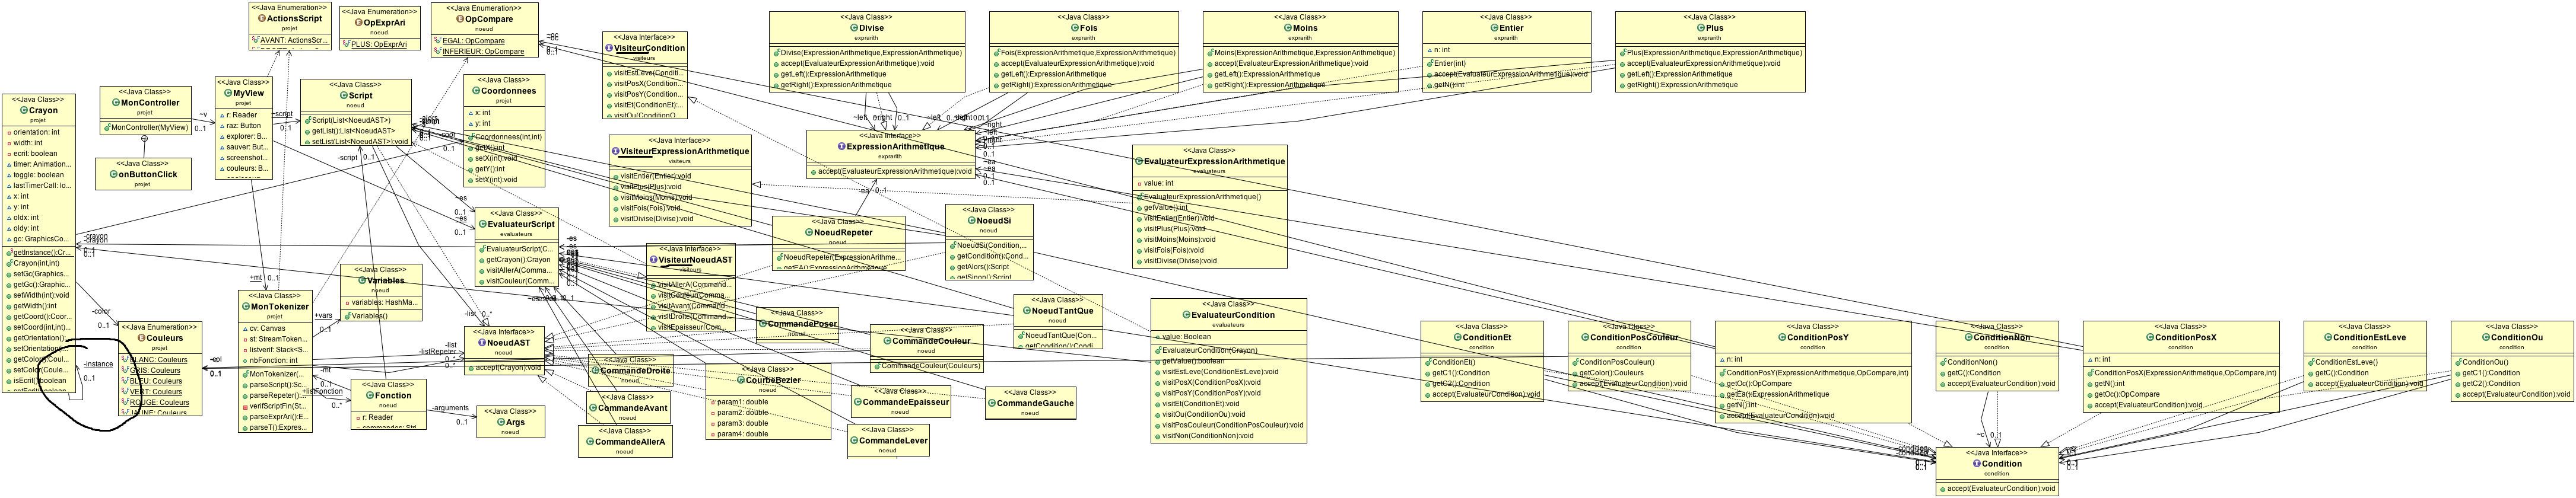 <<Java Enumeration>>
ActionsScript
projet
AVANT: ActionsScr...
<<Java Enumeration>>
OpExprAri
noeud
PLUS: OpExprAri
<<Java Enumeration>>
OpCompare
noeud
EGAL: OpCompare
INFERIEUR: OpCompare
<<Java Interface>>
VisiteurCondition
visiteurs
visitEstLeve(Conditi...
visitPosX(Condition...
visitPosY(Condition...
visitEt(ConditionEt):...
visitOu(ConditionO...
<<Java Class>>
Divise
exprarith
Divise(ExpressionArithmetique,ExpressionArithmetique)
accept(EvaluateurExpressionArithmetique):void
getLeft():ExpressionArithmetique
getRight():ExpressionArithmetique
<<Java Class>>
Fois
exprarith
Fois(ExpressionArithmetique,ExpressionArithmetique)
accept(EvaluateurExpressionArithmetique):void
getLeft():ExpressionArithmetique
getRight():ExpressionArithmetique
<<Java Class>>
Moins
exprarith
Moins(ExpressionArithmetique,ExpressionArithmetique)
accept(EvaluateurExpressionArithmetique):void
getLeft():ExpressionArithmetique
getRight():ExpressionArithmetique
<<Java Class>>
Entier
exprarith
n: int
Entier(int)
accept(EvaluateurExpressionArithmetique):void
getN():int
<<Java Class>>
Plus
exprarith
Plus(ExpressionArithmetique,ExpressionArithmetique)
accept(EvaluateurExpressionArithmetique):void
getLeft():ExpressionArithmetique
getRight():ExpressionArithmetique
<<Java Class>>
Crayon
projet
orientation: int
width: int
ecrit: boolean
timer: Animation...
toggle: boolean
lastTimerCall: lo...
x: int
y: int
oldx: int
oldy: int
gc: GraphicsCo...
getInstance():Cr...
Crayon(int,int)
setGc(Graphics...
getGc():Graphic...
setWidth(int):void
getWidth():int
getCoord():Coor...
setCoord(int,int)...
getOrientation():...
setOrientation(...
getColor():Coul...
setColor(Coule...
isEcrit():boolean
<<Java Class>>
MonController
projet
MonController(MyView)
<<Java Class>>
onButtonClick
projet
<<Java Class>>
MyView
projet
r: Reader
raz: Button
explorer: B...
sauver: But...
screenshot...
couleurs: B...
<<Java Class>>
Script
noeud
Script(List<NoeudAST>)
getList():List<NoeudAST>
setList(List<NoeudAST>):void
<<Java Class>>
Coordonnees
projet
x: int
y: int
Coordonnees(int,int)
getX():int
setX(int):void
getY():int
setY(int):void
<<Java Interface>>
VisiteurExpressionArithmetique
visiteurs
visitEntier(Entier):void
visitPlus(Plus):void
visitMoins(Moins):void
visitFois(Fois):void
visitDivise(Divise):void
<<Java Interface>>
ExpressionArithmetique
exprarith
accept(EvaluateurExpressionArithmetique):void
<<Java Class>>
EvaluateurExpressionArithmetique
evaluateurs
value: int
EvaluateurExpressionArithmetique()
getValue():int
visitEntier(Entier):void
visitPlus(Plus):void
visitMoins(Moins):void
visitFois(Fois):void
visitDivise(Divise):void
<<Java Class>>
EvaluateurScript
evaluateurs
EvaluateurScript(C...
getCrayon():Crayon
visitAllerA(Comma...
visitCouleur(Comm...
<<Java Class>>
NoeudRepeter
noeud
NoeudRepeter(ExpressionArithme...
<<Java Class>>
NoeudSi
noeud
NoeudSi(Condition,...
getCondition():Cond...
getAlors():Script
getSinon():Script
<<Java Interface>>
VisiteurNoeudAST
visiteurs
visitAllerA(Command...
visitCouleur(Comma...
visitAvant(Command...
visitDroite(Command...
visitEpaisseur(Com...
<<Java Class>>
Variables
noeud
variables: HashMa...
Variables()
<<Java Class>>
MonTokenizer
projet
cv: Canvas
st: StreamToken...
listverif: Stack<S...
nbFonction: int
MonTokenizer(...
parseScript():Sc...
parseRepeter():...
verifScriptFin(St...
parseExprAri():E...
parseT():Expres...
<<Java Enumeration>>
Couleurs
projet
BLANC: Couleurs
GRIS: Couleurs
BLEU: Couleurs
VERT: Couleurs
ROUGE: Couleurs
JAUNE: Couleurs
<<Java Class>>
Fonction
noeud
r: Reader
<<Java Class>>
Args
noeud
<<Java Interface>>
NoeudAST
noeud
accept(Crayon):void
<<Java Class>>
CommandePoser
noeud
<<Java Class>>
CommandeCouleur
noeud
CommandeCouleur(Couleurs)
<<Java Class>>
NoeudTantQue
noeud
NoeudTantQue(Con...
<<Java Class>>
CommandeDroite
noeud
<<Java Class>>
CommandeAvant
noeud
<<Java Class>>
CommandeAllerA
noeud
<<Java Class>>
CourbeBezier
noeud
param1: double
param2: double
param3: double
param4: double
<<Java Class>>
CommandeEpaisseur
noeud
<<Java Class>>
CommandeLever
noeud
<<Java Class>>
CommandeGauche
noeud
<<Java Class>>
EvaluateurCondition
evaluateurs
value: Boolean
EvaluateurCondition(Crayon)
getValue():boolean
visitEstLeve(ConditionEstLeve):void
visitPosX(ConditionPosX):void
visitPosY(ConditionPosY):void
visitEt(ConditionEt):void
visitOu(ConditionOu):void
visitPosCouleur(ConditionPosCouleur):void
visitNon(ConditionNon):void
<<Java Class>>
ConditionEt
condition
ConditionEt()
getC1():Condition
getC2():Condition
accept(EvaluateurCondition):void
<<Java Class>>
ConditionPosCouleur
condition
ConditionPosCouleur()
getColor():Couleurs
accept(EvaluateurCondition):void
<<Java Class>>
ConditionPosY
condition
n: int
ConditionPosY(ExpressionArithmetique,OpCompare,int)
getOc():OpCompare
getEa():ExpressionArithmetique
getN():int
accept(EvaluateurCondition):void
<<Java Class>>
ConditionNon
condition
ConditionNon()
getC():Condition
accept(EvaluateurCondition):void
<<Java Class>>
ConditionPosX
condition
n: int
ConditionPosX(ExpressionArithmetique,OpCompare,int)
getN():int
getOc():OpCompare
accept(EvaluateurCondition):void
<<Java Class>>
ConditionEstLeve
condition
ConditionEstLeve()
getC():Condition
accept(EvaluateurCondition):void
<<Java Class>>
ConditionOu
condition
ConditionOu()
getC1():Condition
getC2():Condition
accept(EvaluateurCondition):void
<<Java Interface>>
Condition
condition
accept(EvaluateurCondition):void
~v
0..1
-script
0..1
-script
0..1
-coor
0..1
~es
0..1
-crayon
0..1
-color
0..1
-instance
0..1
+mt
0..1
+vars
0..1
-list
0..*
-listRepeter
0..*
-mt
0..1
+listFonction
0..*
-arguments
0..1
~left
0..1
-ea
0..1
~c
0..1